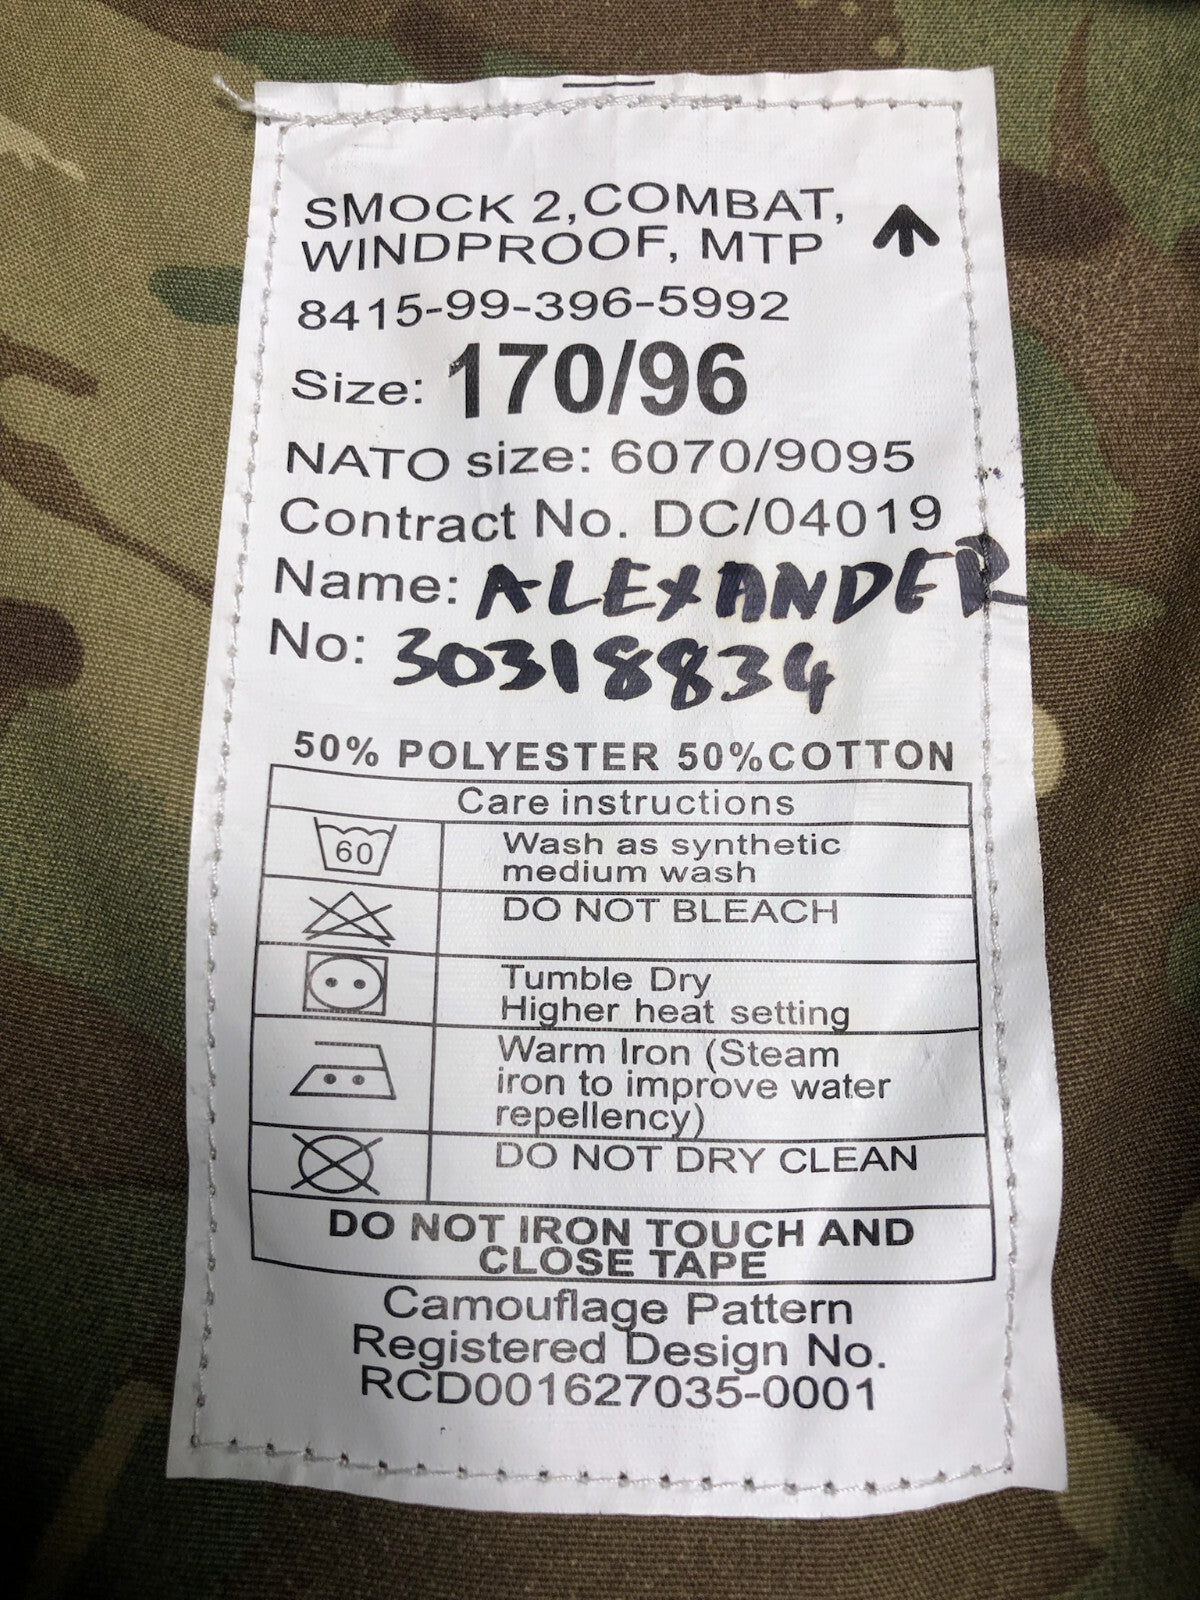 SMOCK 2, COMBAT,
WINDPROOF, MTP
8415-99-396-5992
Size: 170/96
NATO size: 6070/9095
Contract No. DC/04019
Name: ALEXANDER
No: 30318834
50% POLYESTER 50%COTTON
Care instructions
60
Wash as synthetic
medium wash
DO NOT BLEACH
Tumble Dry
Higher heat setting
Warm Iron (Steam
iron to improve water
repellency)
DO NOT DRY CLEAN
DO NOT IRON TOUCH AND
CLOSE TAPE
Camouflage Pattern
Registered Design No.
RCD001627035-0001